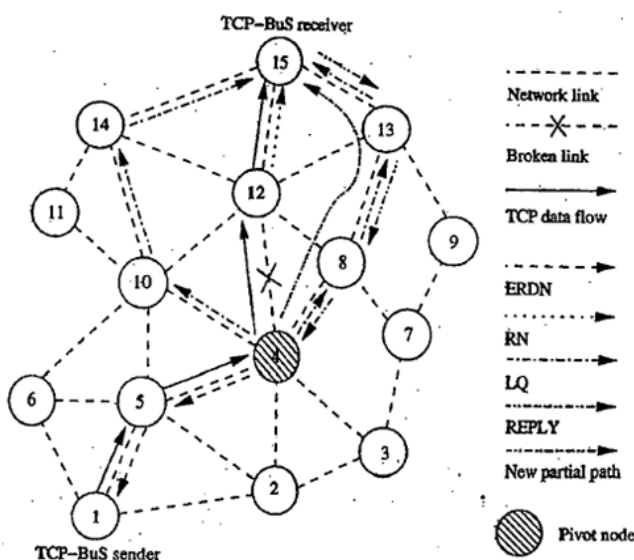 TCP-BuS receiver
15
14
13
12
11
10
9
8
7
4
6
5
3
2
1
TCP-BuS sender
Network link
Broken link
TCP data flow
ERDN
RN
LQ
REPLY
New partial path
Pivot node